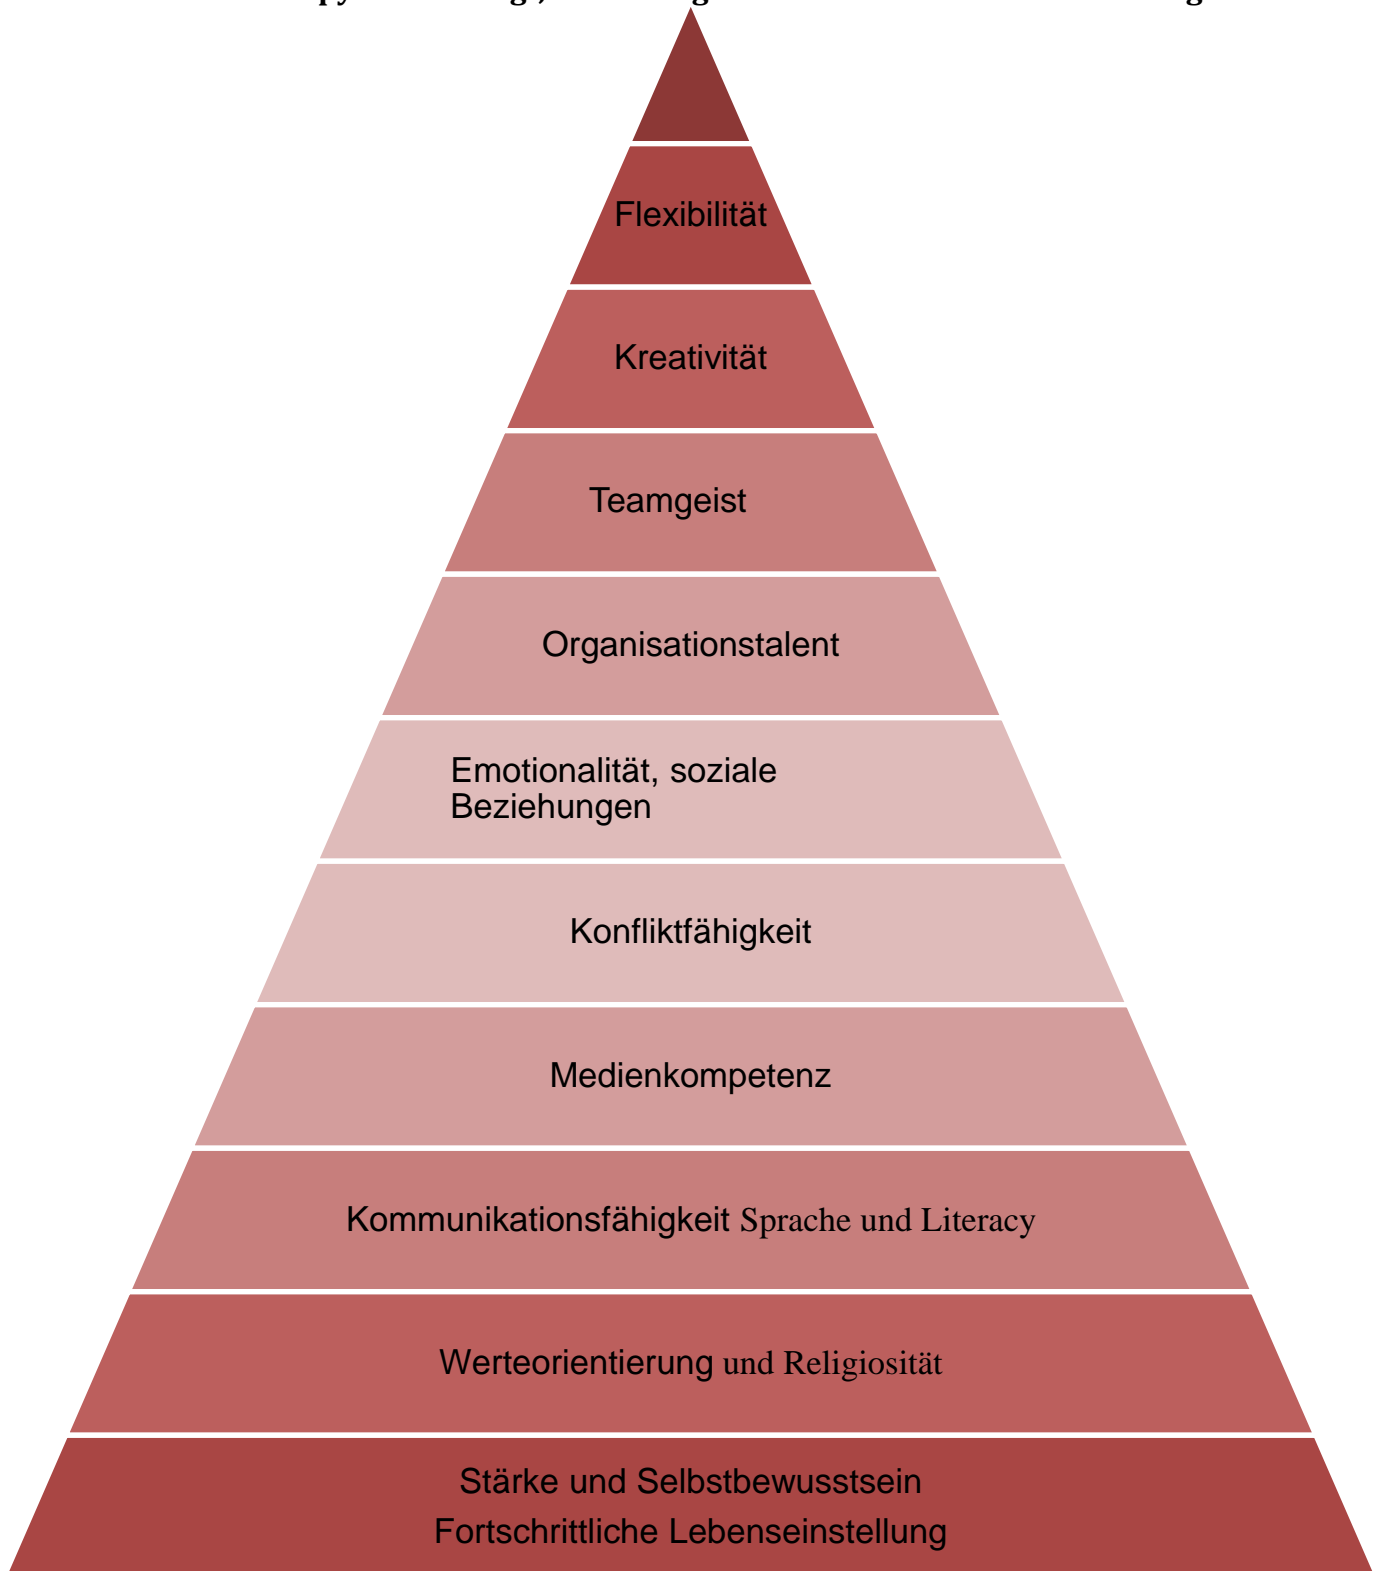 Flexibilität
Kreativität
Teamgeist
Organisationstalent
Emotionalität, soziale
Beziehungen
Konfliktfähigkeit
Medienkompetenz
Kommunikationsfähigkeit Sprache und Literacy
Werteorientierung und Religiosität
Stärke und Selbstbewusstsein
Fortschrittliche Lebenseinstellung